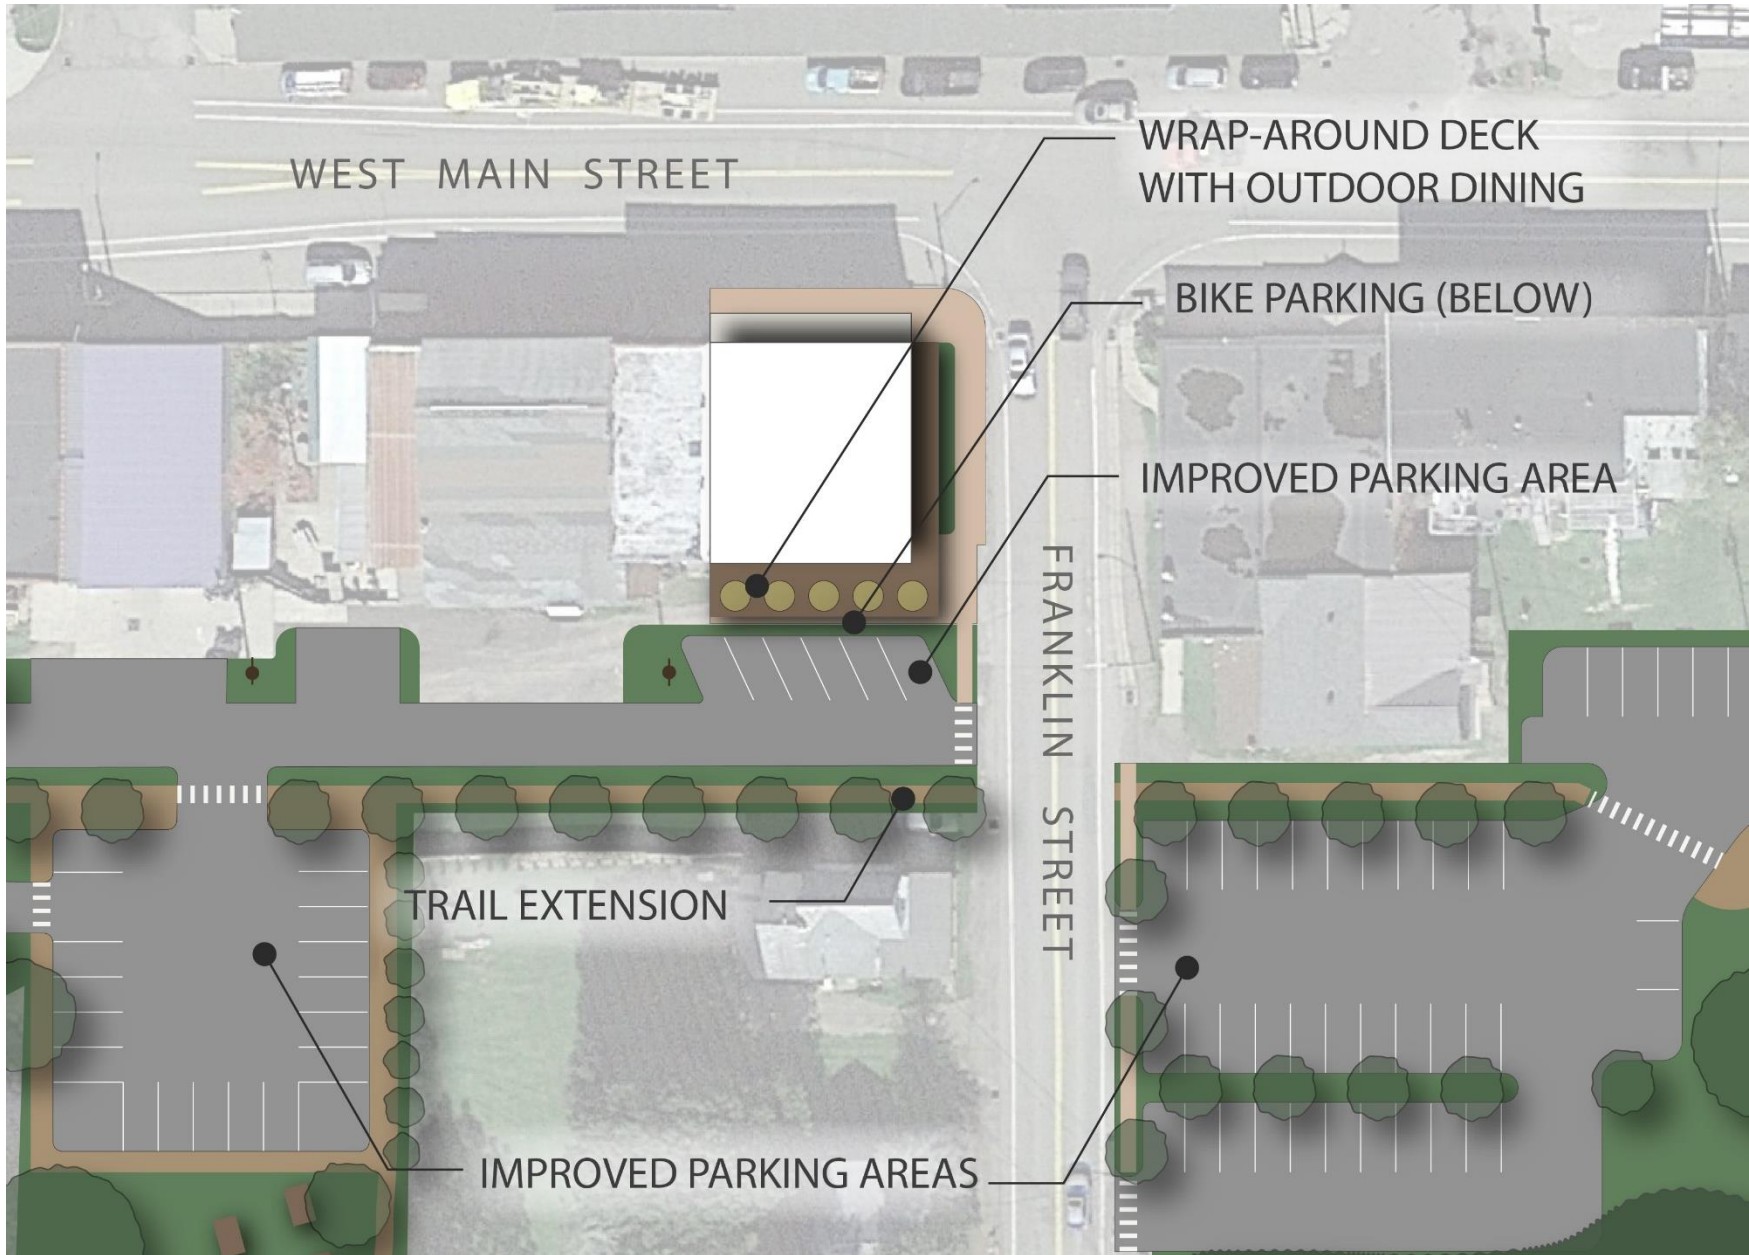 WRAP-AROUND DECK
WITH OUTDOOR DINING
WEST MAIN STREET
BIKE PARKING (BELOW)
IMPROVED PARKING AREA
FRANKLIN STREET
TRAIL EXTENSION
IMPROVED PARKING AREAS